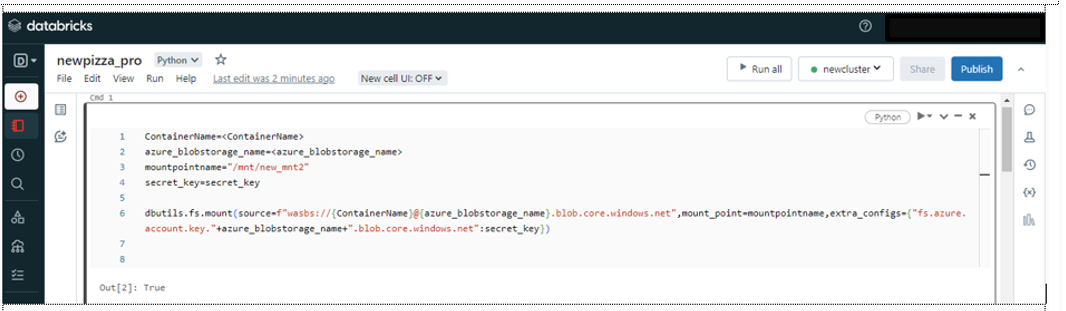 databricks
D
newpizza_pro Python
File Edit View Run Help Last edit was 2 minutes ago New cell UI: OFF
Run all newcluster Share Publish
Cmd 1
Python
1 ContainerName=<ContainerName>
2 azure_blobstorage_name=<azure_blobstorage_name>
3 mountpointname="/mnt/new_mnt2"
4 secret_key=secret_key
5
6 dbutils.fs.mount(source=f"wasbs://{ContainerName}@{azure_blobstorage_name}.blob.core.windows.net",mount_point=mountpointname,extra_configs={"fs.azure.
account.key."+azure_blobstorage_name+".blob.core.windows.net":secret_key})
7
8
Out[2]: True